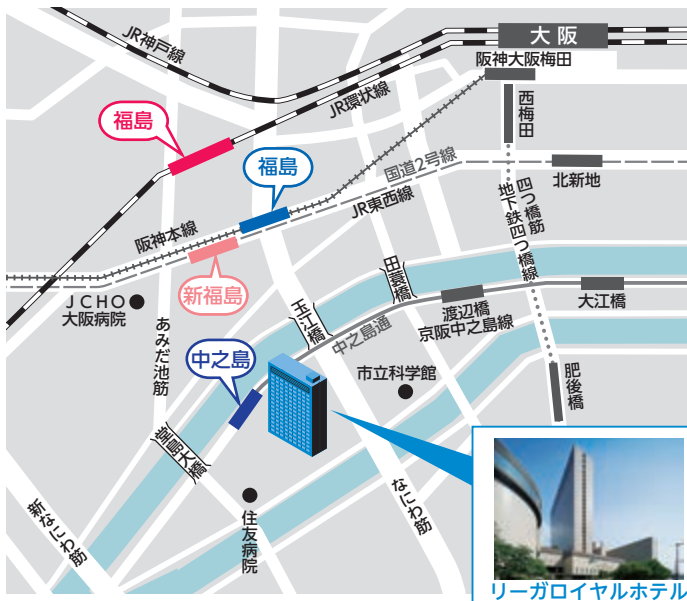 大阪
JR神戸線
阪神大阪梅田
JR環状線
西梅田
福島
福島
国道2号線
北新地
JR東西線
四つ橋筋
地下鉄四つ橋線
阪神本線
新福島
田蓑橋
JCHO
大阪病院
玉江橋
渡辺橋
京阪中之島線
大江橋
あみだ池筋
中之島通
中之島
市立科学館
肥後橋
堂島大橋
新なにわ筋
住友病院
なにわ筋
リーガロイヤルホテル